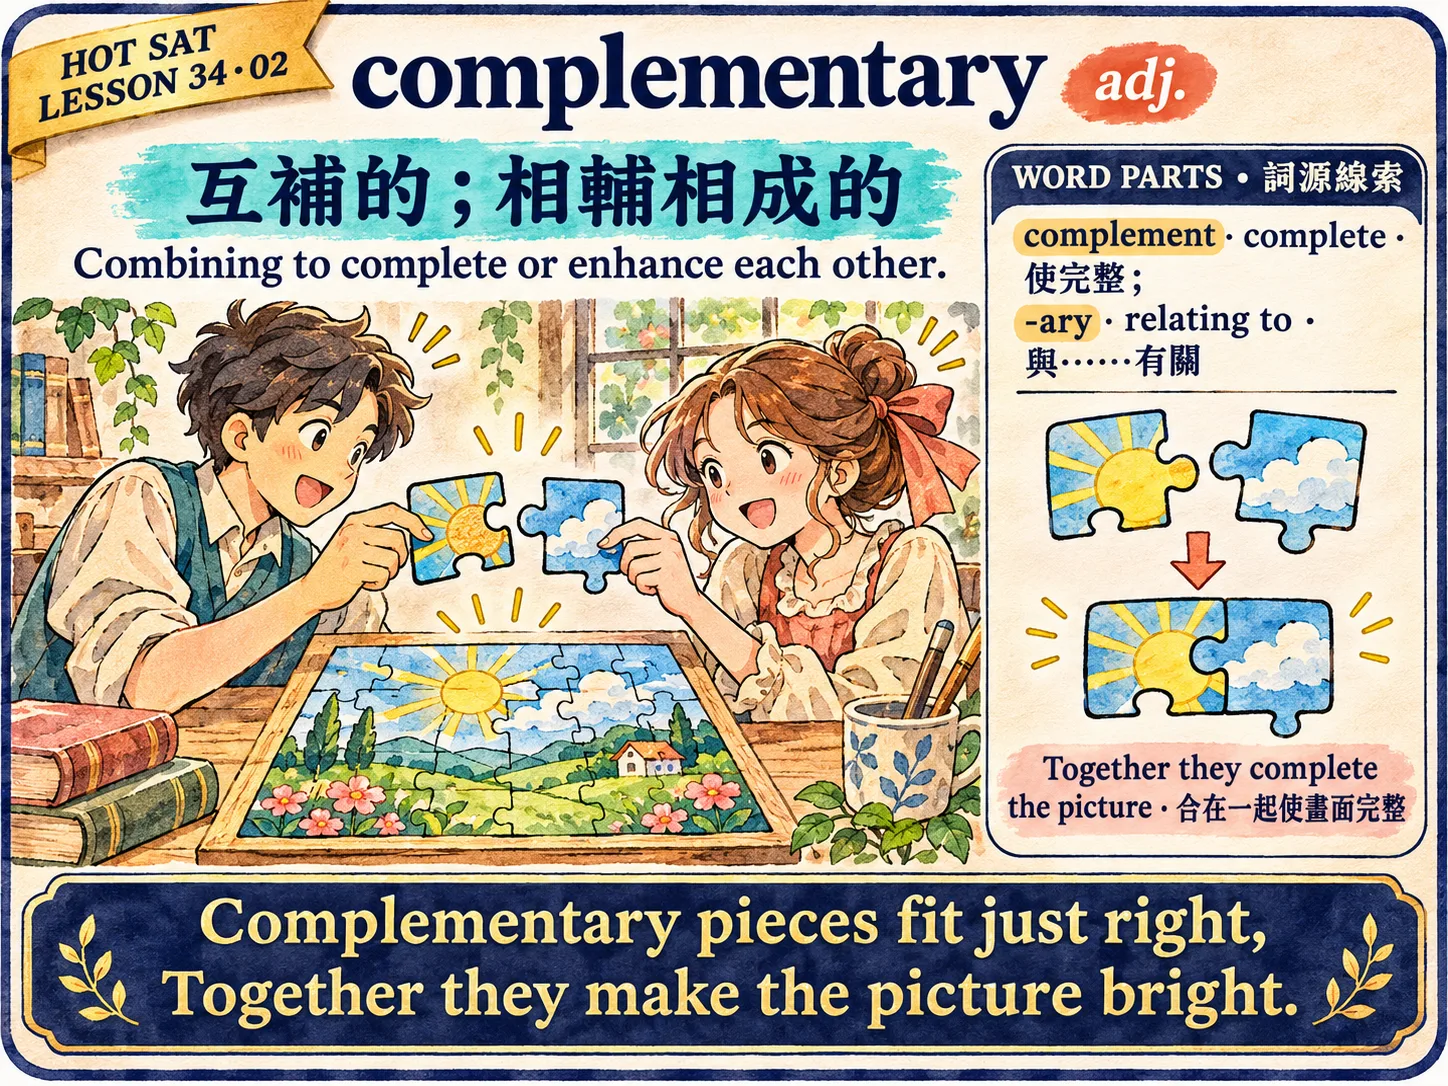 HOT SAT
LESSON 34·02
complementary
adj.
互補的；相輔相成的
Combining to complete or enhance each other.
WORD PARTS • 詞源線索
complement · complete ·
使完整；
-ary · relating to ·
與⋯⋯有關
Together they complete
the picture · 合在一起使畫面完整
Complementary pieces fit just right,
Together they make the picture bright.